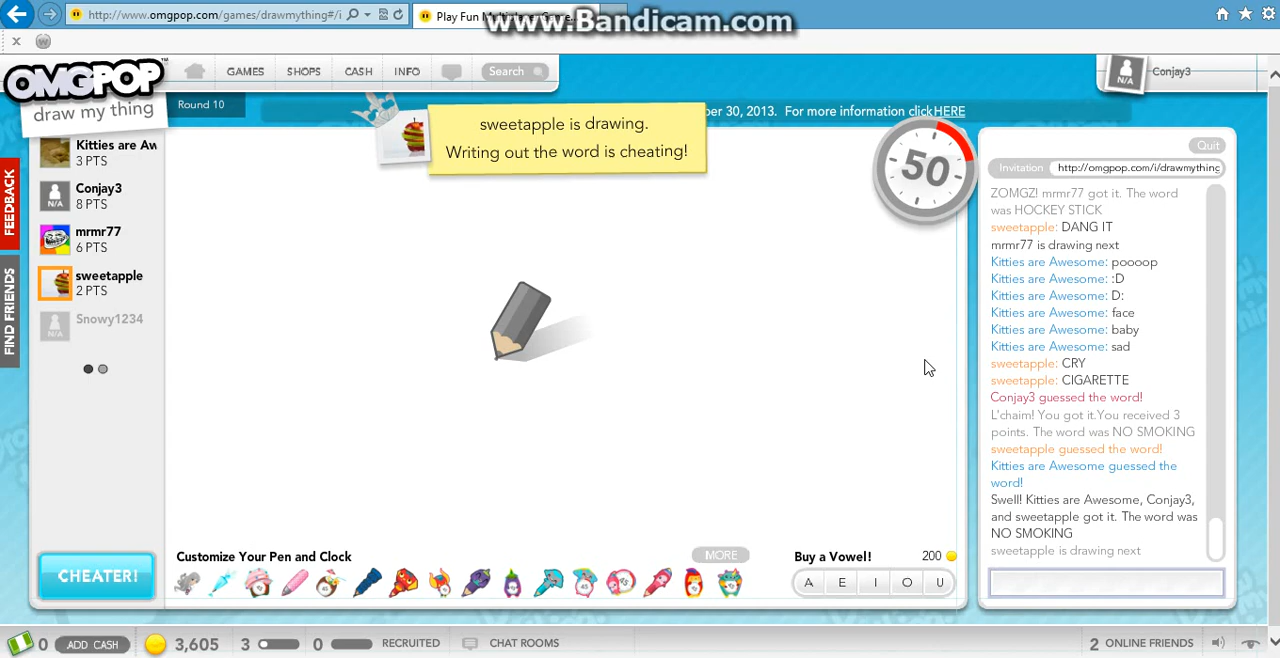 http://www.omgpop.com/games/drawmything#/i
Play Fun Mult
www.Bandicam.com
w
OMGPOP
TM
draw my thing
GAMES
SHOPS
CASH
INFO
Search
N/A
Conjay3
Round 10
ber 30, 2013. For more information click HERE
sweetapple is drawing.
Writing out the word is cheating!
50
FEEDBACK
FIND FRIENDS
Kitties are Aw
3 PTS
N/A
Conjay3
8 PTS
mrmr77
6 PTS
sweetapple
2 PTS
N/A
Snowy1234
CHEATER!
Quit
Invitation
http://omgpop.com/i/drawmything
ZOMGZ! mrmr77 got it. The word
was HOCKEY STICK
sweetapple: DANG IT
mrmr77 is drawing next
Kitties are Awesome: poooop
Kitties are Awesome: :D
Kitties are Awesome: D:
Kitties are Awesome: face
Kitties are Awesome: baby
Kitties are Awesome: sad
sweetapple: CRY
sweetapple: CIGARETTE
Conjay3 guessed the word!
L'chaim! You got it.You received 3
points. The word was NO SMOKING
sweetapple guessed the word!
Kitties are Awesome guessed the
word!
Swell! Kitties are Awesome, Conjay3,
and sweetapple got it. The word was
NO SMOKING
sweetapple is drawing next
Customize Your Pen and Clock
MORE
Buy a Vowel!
200
A E I O U
0
ADD CASH
3,605
3
0
RECRUITED
CHAT ROOMS
2 ONLINE FRIENDS